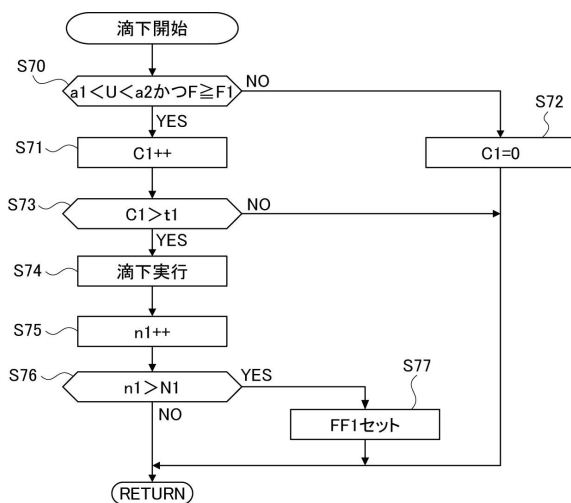 滴下開始
S70
a1<U<a2かつF≧F1
NO
YES
S72
C1=0
S71
C1++
S73
C1>t1
NO
YES
S74
滴下実行
S75
n1++
S76
n1>N1
YES
NO
S77
FF1セット
RETURN